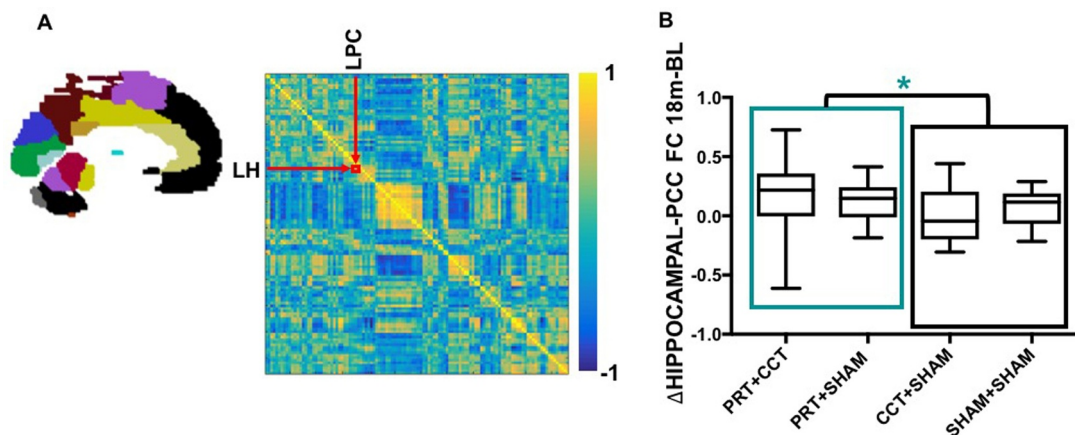 A
LPC
LH
1
-1
B
ΔHIPPOCAMPAL-PCC FC 18m-BL
*
1.0
0.5
0.0
-0.5
-1.0
PRT+CCT
PRT+SHAM
CCT+SHAM
SHAM+SHAM